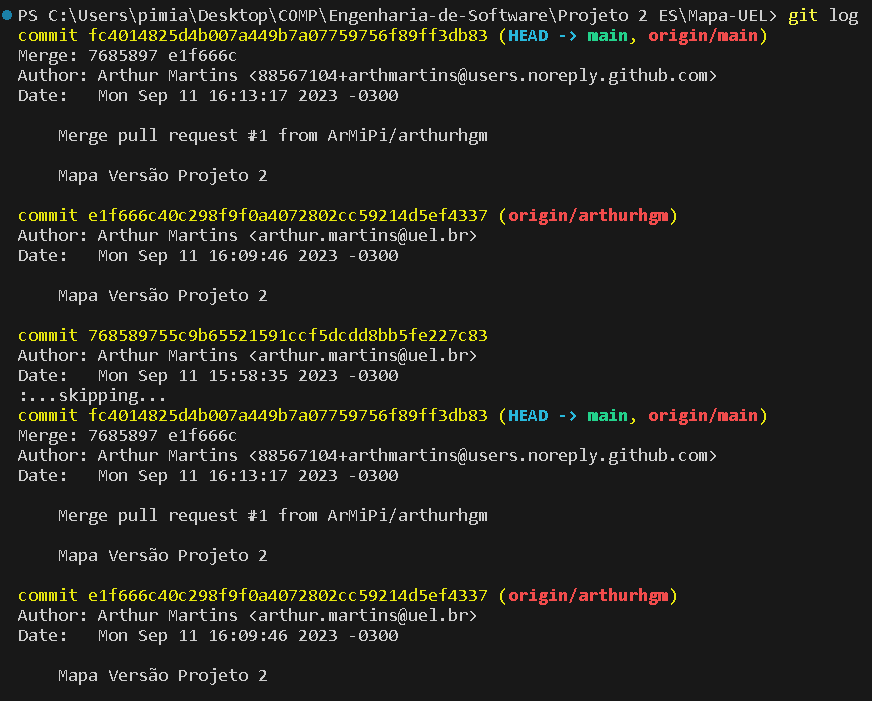 PS C:\Users\pimia\Desktop\COMP\Engenharia-de-Software\Projeto 2 ES\Mapa-UEL> git log
commit fc4014825d4b007a449b7a07759756f89ff3db83 (HEAD -> main, origin/main)
Merge: 7685897 e1f666c
Author: Arthur Martins <88567104+arthmartins@users.noreply.github.com>
Date:   Mon Sep 11 16:13:17 2023 -0300

    Merge pull request #1 from ArMiPi/arthurhgm

    Mapa Versão Projeto 2

commit e1f666c40c298f9f0a4072802cc59214d5ef4337 (origin/arthurhgm)
Author: Arthur Martins <arthur.martins@uel.br>
Date:   Mon Sep 11 16:09:46 2023 -0300

    Mapa Versão Projeto 2

commit 768589755c9b65521591ccf5dcdd8bb5fe227c83
Author: Arthur Martins <arthur.martins@uel.br>
Date:   Mon Sep 11 15:58:35 2023 -0300
:...skipping...
commit fc4014825d4b007a449b7a07759756f89ff3db83 (HEAD -> main, origin/main)
Merge: 7685897 e1f666c
Author: Arthur Martins <88567104+arthmartins@users.noreply.github.com>
Date:   Mon Sep 11 16:13:17 2023 -0300

    Merge pull request #1 from ArMiPi/arthurhgm

    Mapa Versão Projeto 2

commit e1f666c40c298f9f0a4072802cc59214d5ef4337 (origin/arthurhgm)
Author: Arthur Martins <arthur.martins@uel.br>
Date:   Mon Sep 11 16:09:46 2023 -0300

    Mapa Versão Projeto 2